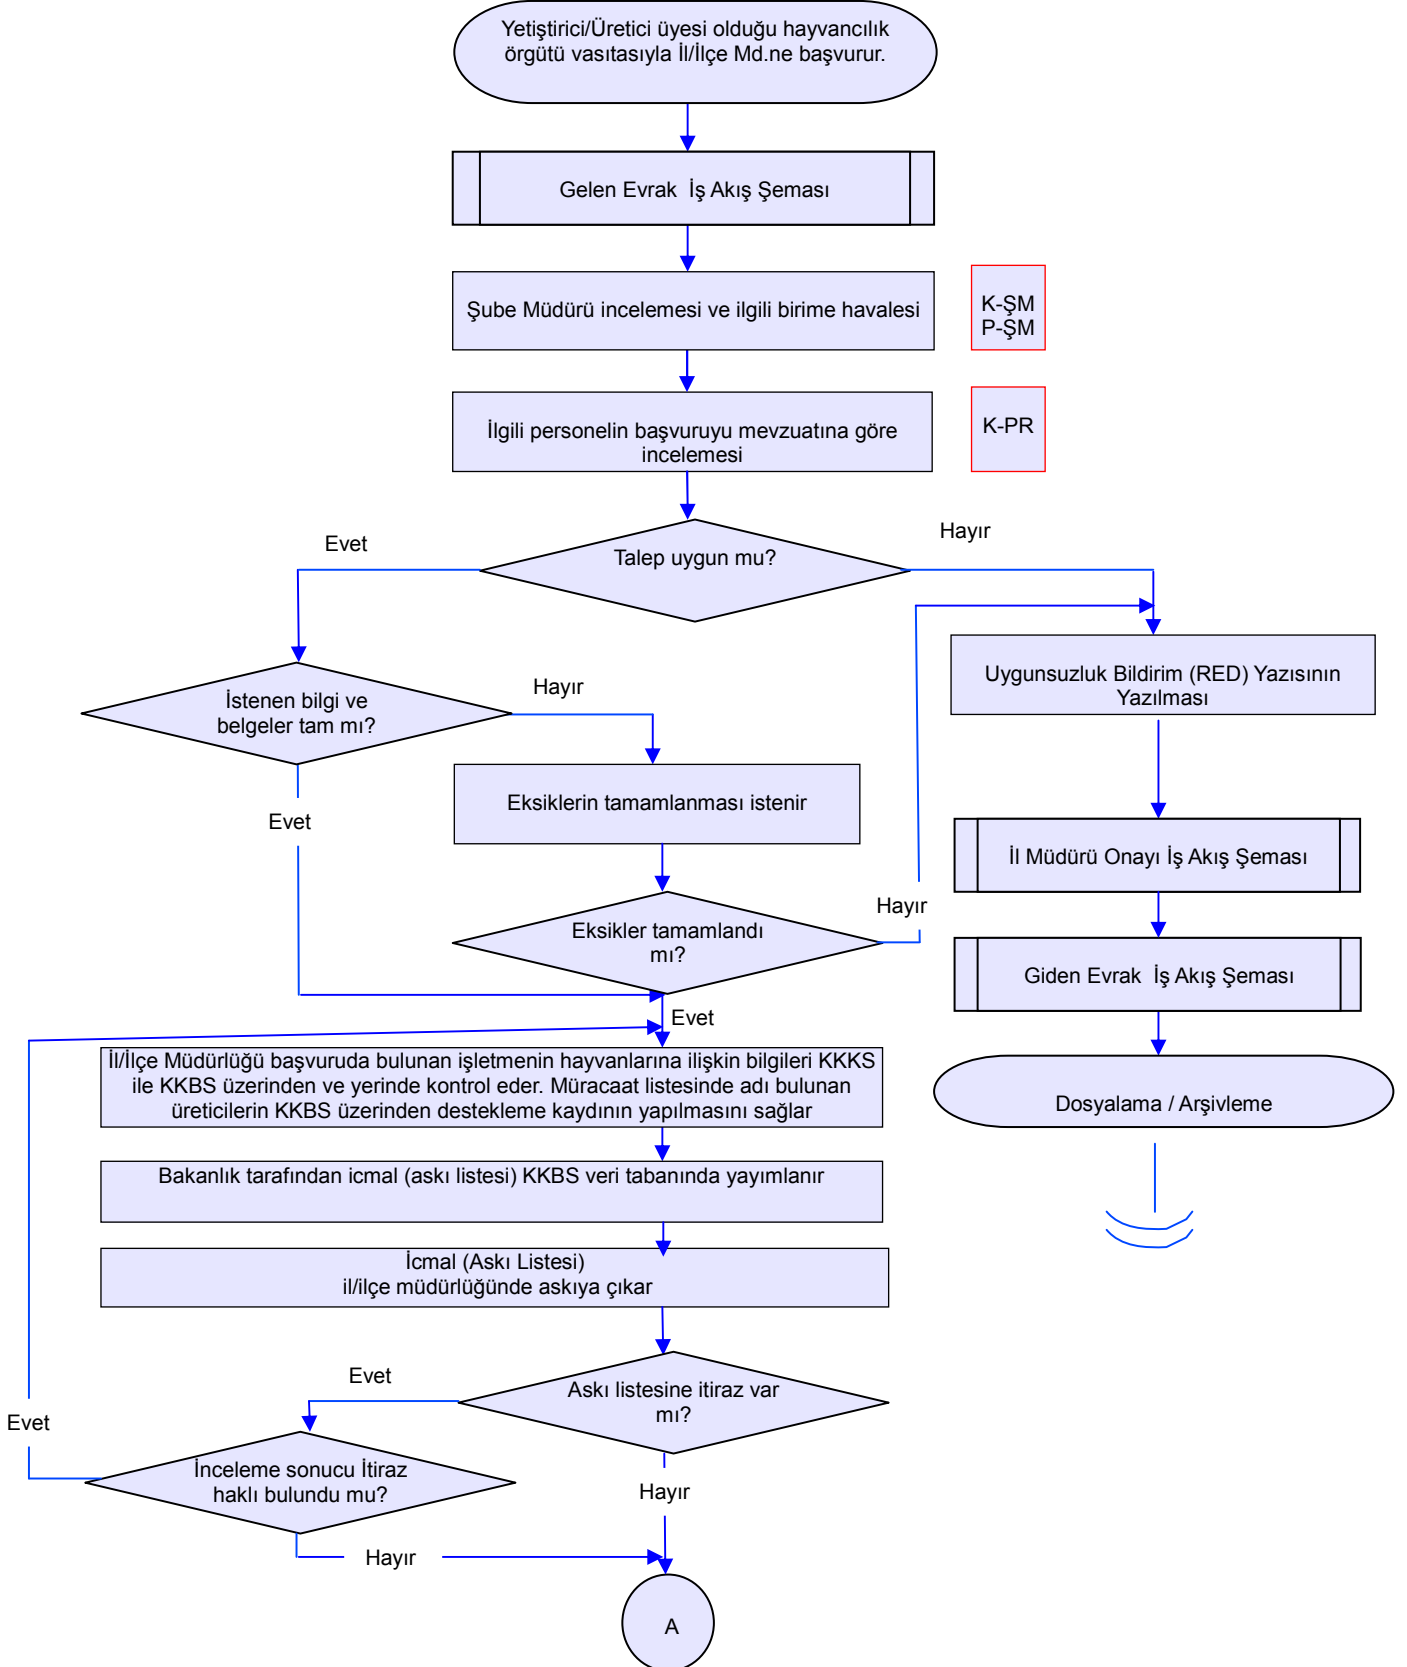 Yetiştirici/Üretici üyesi olduğu hayvancılık
örgütü vasıtasıyla İl/İlçe Md.ne başvurur.
Gelen Evrak  İş Akış Şeması
Şube Müdürü incelemesi ve ilgili birime havalesi
K-ŞM
P-ŞM
İlgili personelin başvuruyu mevzuatına göre
incelemesi
K-PR
Talep uygun mu?
Evet
Hayır
İstenen bilgi ve
belgeler tam mı?
Hayır
Uygunsuzluk Bildirim (RED) Yazısının
Yazılması
Eksiklerin tamamlanması istenir
Evet
İl Müdürü Onayı İş Akış Şeması
Hayır
Eksikler tamamlandı
mı?
Giden Evrak  İş Akış Şeması
Evet
İl/İlçe Müdürlüğü başvuruda bulunan işletmenin hayvanlarına ilişkin bilgileri KKKS
ile KKBS üzerinden ve yerinde kontrol eder. Müracaat listesinde adı bulunan
üreticilerin KKBS üzerinden destekleme kaydının yapılmasını sağlar
Dosyalama / Arşivleme
Bakanlık tarafından icmal (askı listesi) KKBS veri tabanında yayımlanır
İcmal (Askı Listesi)
il/ilçe müdürlüğünde askıya çıkar
Evet
Askı listesine itiraz var
mı?
Evet
İnceleme sonucu İtiraz
haklı bulundu mu?
Hayır
Hayır
A